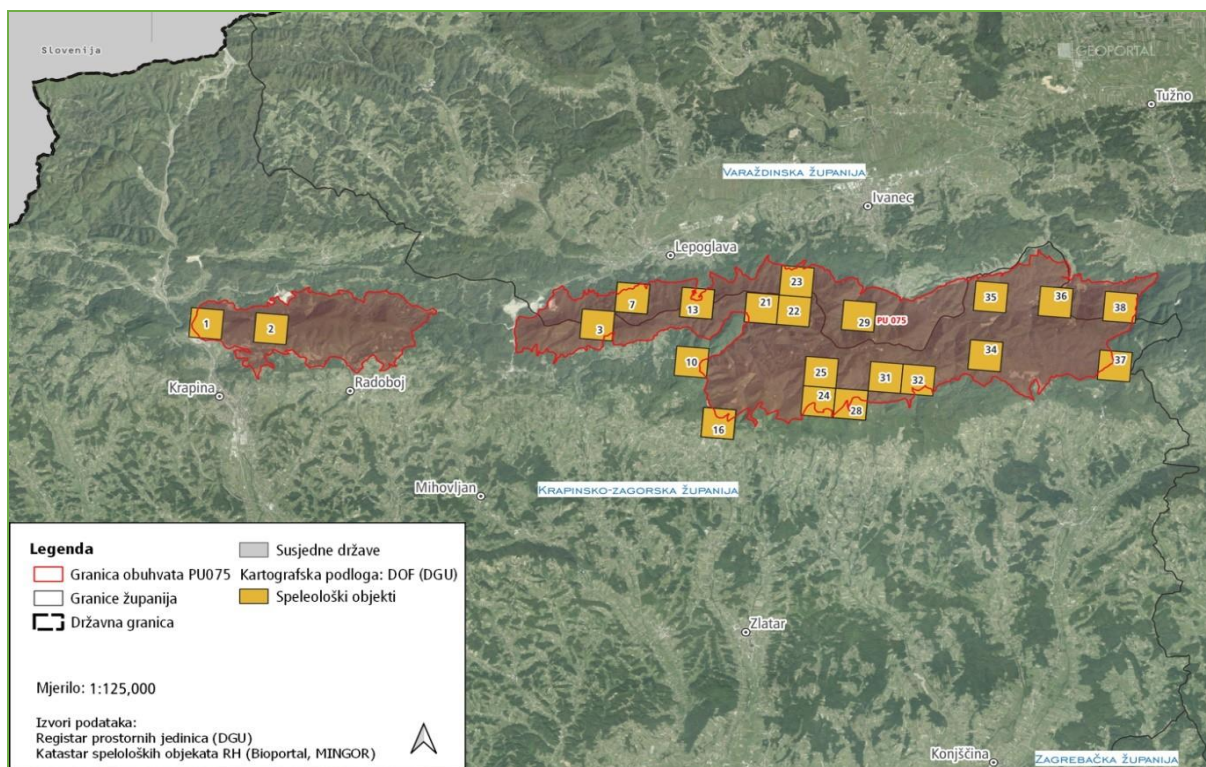 Slovenija
GEOPORTAL
Tužno
VARAŽDINSKA ŽUPANIJA
Ivanec
Lepoglava
23
7
13
21
22
35
36
38
1
2
3
29
PU 075
10
25
31
32
34
37
Krapina
Radoboj
24
28
16
Mihovljan
KRAPINSKO-ZAGORSKA ŽUPANIJA
Legenda
Susjedne države
Granica obuhvata PU075
Kartografska podloga: DOF (DGU)
Granice županija
Speleološki objekti
Državna granica
Zlatar
Mjerilo: 1:125,000
Izvori podataka:
Registar prostornih jedinica (DGU)
Katastar speloloških objekata RH (Bioportal, MINGOR)
Konjščina
ZAGREBAČKA ŽUPANIJA